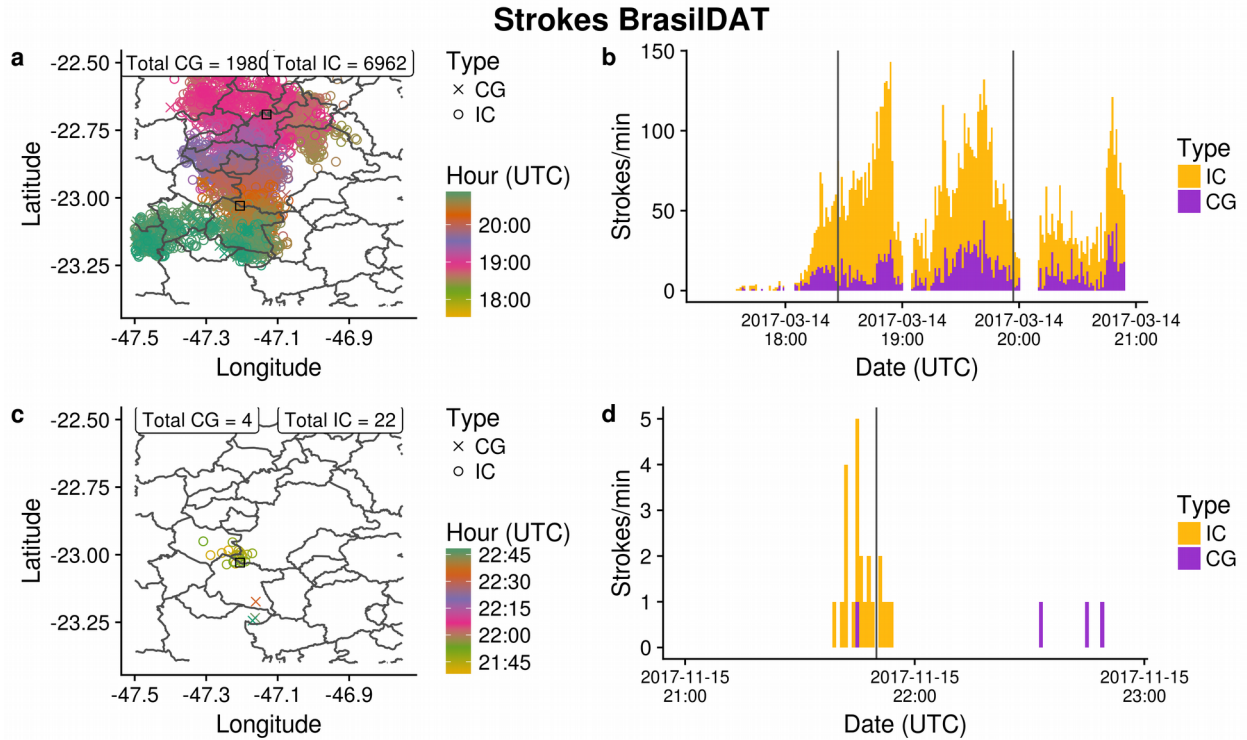 Strokes BrasilDAT
a
Total CG = 1980
Total IC = 6962
-22.50
-22.75
-23.00
-23.25
Latitude
-47.5
-47.3
-47.1
-46.9
Longitude
Type
CG
IC
Hour (UTC)
20:00
19:00
18:00
b
150
100
50
0
Strokes/min
2017-03-14
18:00
2017-03-14
19:00
2017-03-14
20:00
2017-03-14
21:00
Date (UTC)
Type
IC
CG
c
Total CG = 4
Total IC = 22
-22.50
-22.75
-23.00
-23.25
Latitude
-47.5
-47.3
-47.1
-46.9
Longitude
Type
CG
IC
Hour (UTC)
22:45
22:30
22:15
22:00
21:45
d
5
4
3
2
1
0
Strokes/min
2017-11-15
21:00
2017-11-15
22:00
2017-11-15
23:00
Date (UTC)
Type
IC
CG